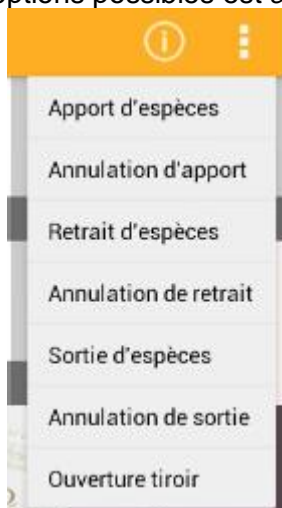 Apport d'espèces
Annulation d'apport
Retrait d'espèces
Annulation de retrait
Sortie d'espèces
Annulation de sortie
Ouverture tiroir